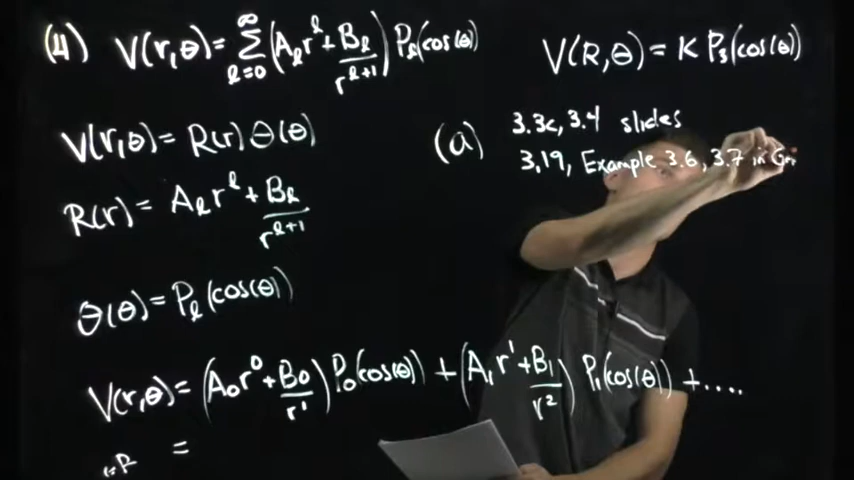 (4) V(r,θ) = ∑_{l=0}^{∞} (A_l r^l + B_l/r^{l+1}) P_l(cos(θ))
V(r,θ) = R(r) Θ(θ)
R(r) = A_l r^l + B_l/r^{l+1}
Θ(θ) = P_l(cos(θ))
V(r,θ) = (A_0 r^0 + B_0/r^1) P_0(cos(θ)) + (A_1 r^1 + B_1/r^2) P_1(cos(θ)) + ....
=
V(R,θ) = K P_3(cos(θ))
(a) 3.3c, 3.4 slides
3.19, Example 3.6, 3.7 in